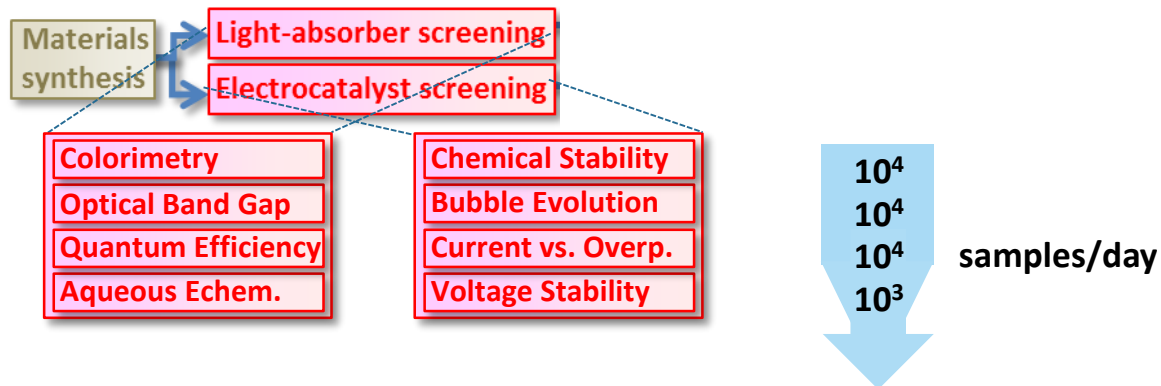 Materials
synthesis
Light-absorber screening
Electrocatalyst screening
Colorimetry
Optical Band Gap
Quantum Efficiency
Aqueous Echem.
Chemical Stability
Bubble Evolution
Current vs. Overp.
Voltage Stability
10⁴
10⁴
10⁴
10³
samples/day